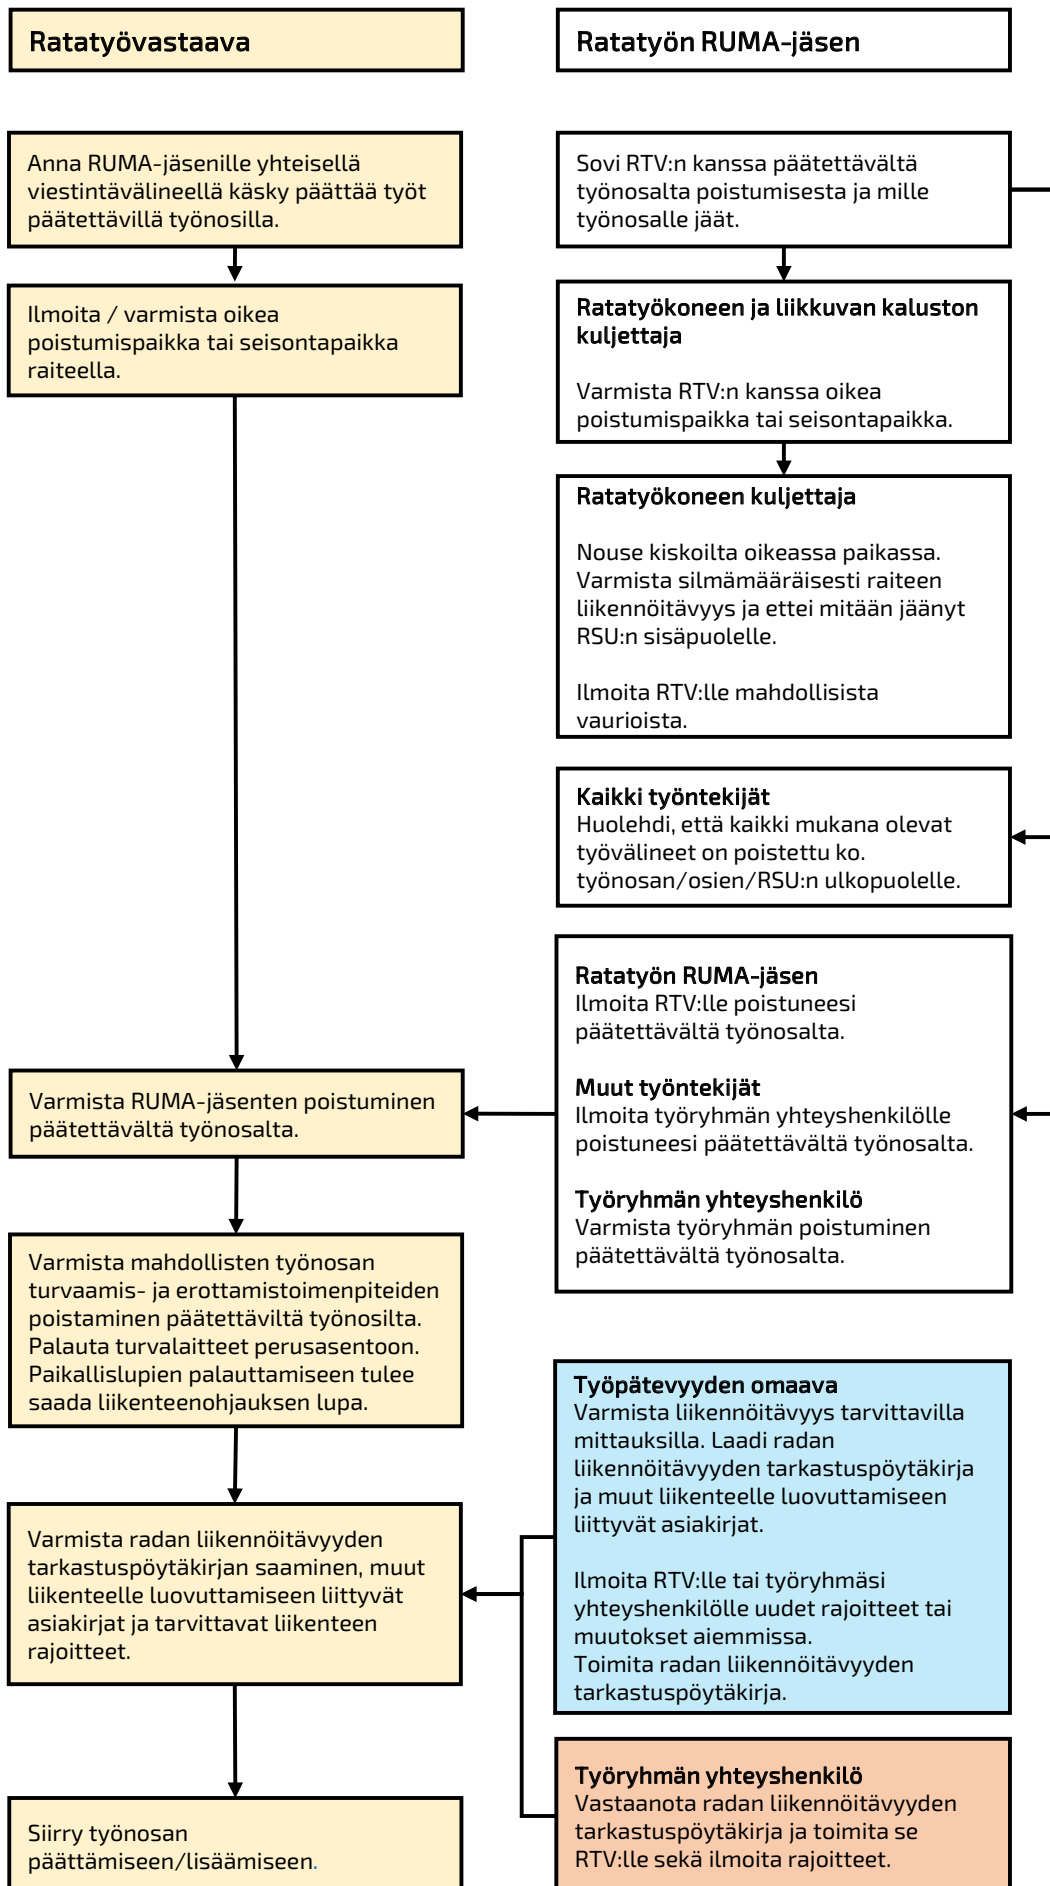 Ratatyövastaava
Ratatyön RUMA-jäsen
Anna RUMA-jäsenille yhteisellä
viestintävälineellä käsky päättää työt
päätettävillä työnosilla.
Ilmoita / varmista oikea
poistumispaikka tai seisontapaikka
raiteella.
Varmista RUMA-jäsenten poistuminen
päätettävältä työnosalta.
Varmista mahdollisten työnosan
turvaamis- ja erottamistoimenpiteiden
poistaminen päätettäviltä työnosilta.
Palauta turvalaitteet perusasentoon.
Paikallislupien palauttamiseen tulee
saada liikenteenohjauksen lupa.
Varmista radan liikennöitävyyden
tarkastuspöytäkirjan saaminen, muut
liikenteelle luovuttamiseen liittyvät
asiakirjat ja tarvittavat liikenteen
rajoitteet.
Siirry työnosan
päättämiseen/lisäämiseen.
Sovi RTV:n kanssa päätettävältä
työnosalta poistumisesta ja mille
työnosalle jäät.
Ratatyökoneen ja liikkuvan kaluston
kuljettaja
Varmista RTV:n kanssa oikea
poistumispaikka tai seisontapaikka.
Ratatyökoneen kuljettaja
Nouse kiskoilta oikeassa paikassa.
Varmista silmämääräisesti raiteen
liikennöitävyys ja ettei mitään jäänyt
RSU:n sisäpuolelle.
Ilmoita RTV:lle mahdollisista
vaurioista.
Kaikki työntekijät
Huolehdi, että kaikki mukana olevat
työvälineet on poistettu ko.
työnosan/osien/RSU:n ulkopuolelle.
Ratatyön RUMA-jäsen
Ilmoita RTV:lle poistuneesi
päätettävältä työnosalta.
Muut työntekijät
Ilmoita työryhmän yhteyshenkilölle
poistuneesi päätettävältä työnosalta.
Työryhmän yhteyshenkilö
Varmista työryhmän poistuminen
päätettävältä työnosalta.
Työpätevyyden omaava
Varmista liikennöitävyys tarvittavilla
mittauksilla. Laadi radan
liikennöitävyyden tarkastuspöytäkirja
ja muut liikenteelle luovuttamiseen
liittyvät asiakirjat.
Ilmoita RTV:lle tai työryhmäsi
yhteyshenkilölle uudet rajoitteet tai
muutokset aiemmissa.
Toimita radan liikennöitävyyden
tarkastuspöytäkirja.
Työryhmän yhteyshenkilö
Vastaanota radan liikennöitävyyden
tarkastuspöytäkirja ja toimita se
RTV:lle sekä ilmoita rajoitteet.